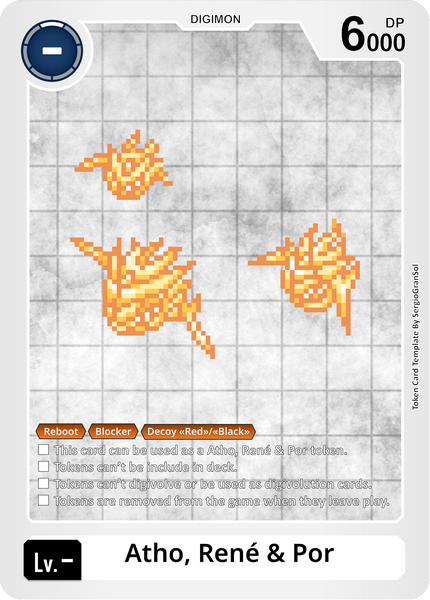 DIGIMON
DP
6000
-
Token Card Template By SergioGranSol
Reboot Blocker Decoy «Red»/«Black»
This card can be used as a Atho, René & Por token.
Tokens can't be include in deck.
Tokens can't digivolve or be used as digivolution cards.
Tokens are removed from the game when they leave play.
Lv.-
Atho, René & Por